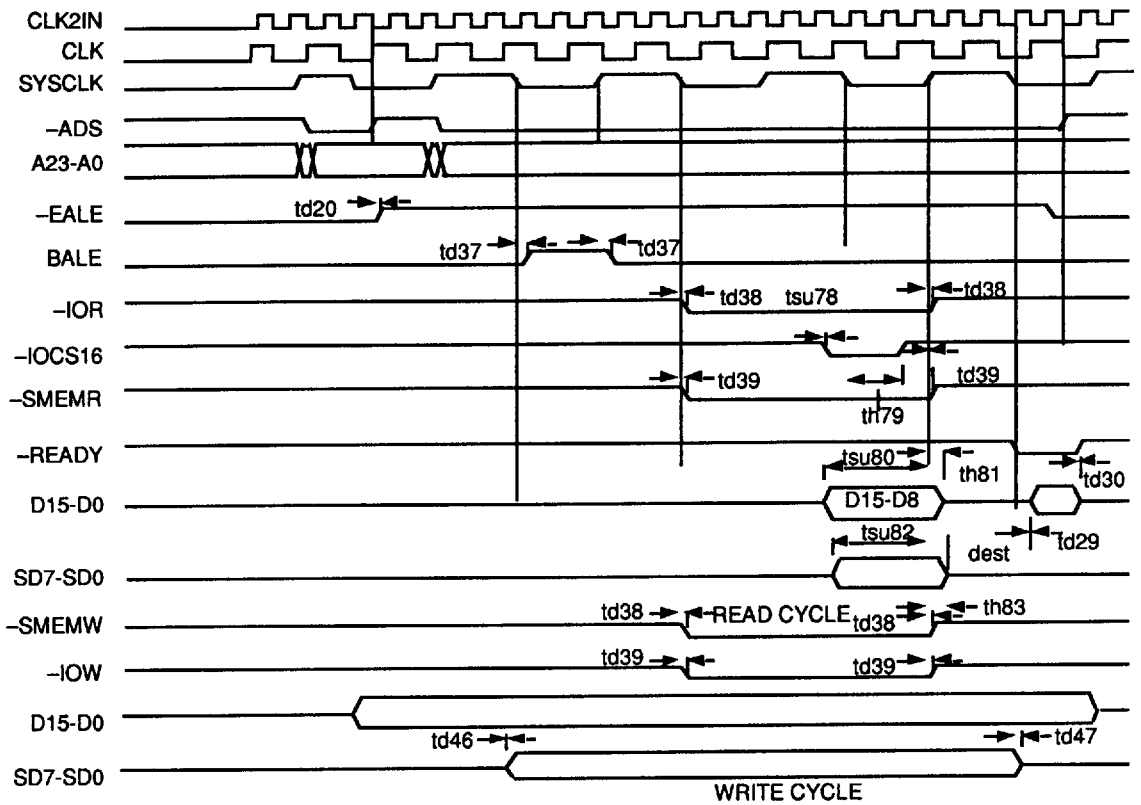 CLK2IN
CLK
SYSCLK
–ADS
A23-A0
–EALE
td20
BALE
td37
td37
–IOR
td38
tsu78
td38
–IOCS16
–SMEMR
td39
td39
th79
–READY
tsu80
th81
td30
D15-D0
D15-D8
tsu82
dest
td29
SD7-SD0
–SMEMW
td38
READ CYCLE
td38
th83
–IOW
td39
td39
D15-D0
td46
td47
SD7-SD0
WRITE CYCLE